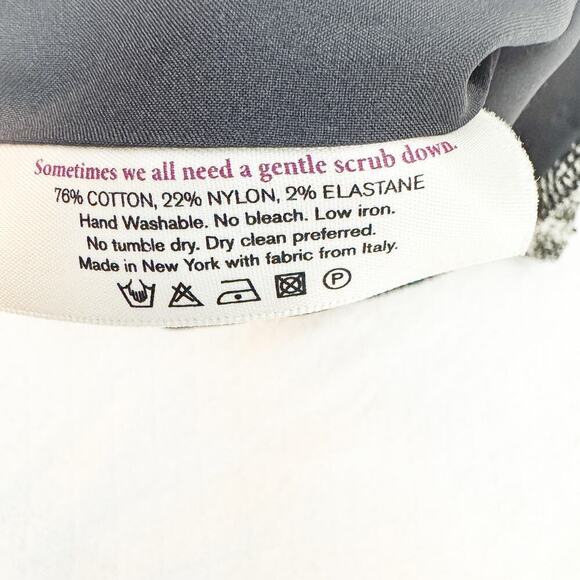 Sometimes we all need a gentle scrub down.
76% COTTON, 22% NYLON, 2% ELASTANE
Hand Washable. No bleach. Low iron.
No tumble dry. Dry clean preferred.
Made in New York with fabric from Italy.
P